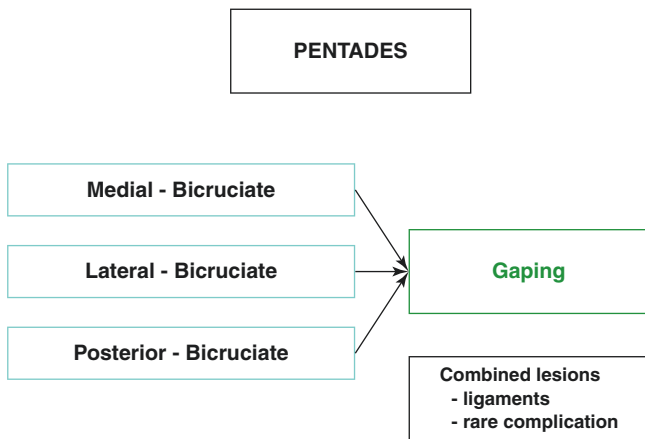 PENTADES
Medial - Bicruciate
Lateral - Bicruciate
Gaping
Posterior - Bicruciate
Combined lesions
- ligaments
- rare complication